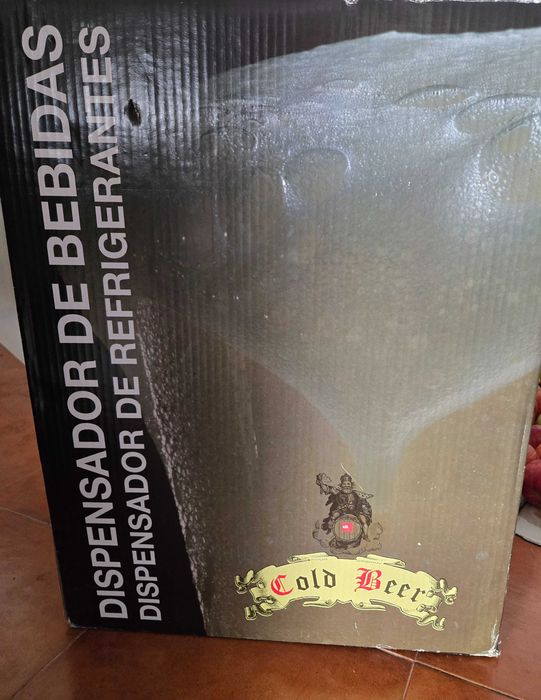 DISPENSADOR DE BEBIDAS
DISPENSADOR DE REFRIGERANTES
Cold Beer